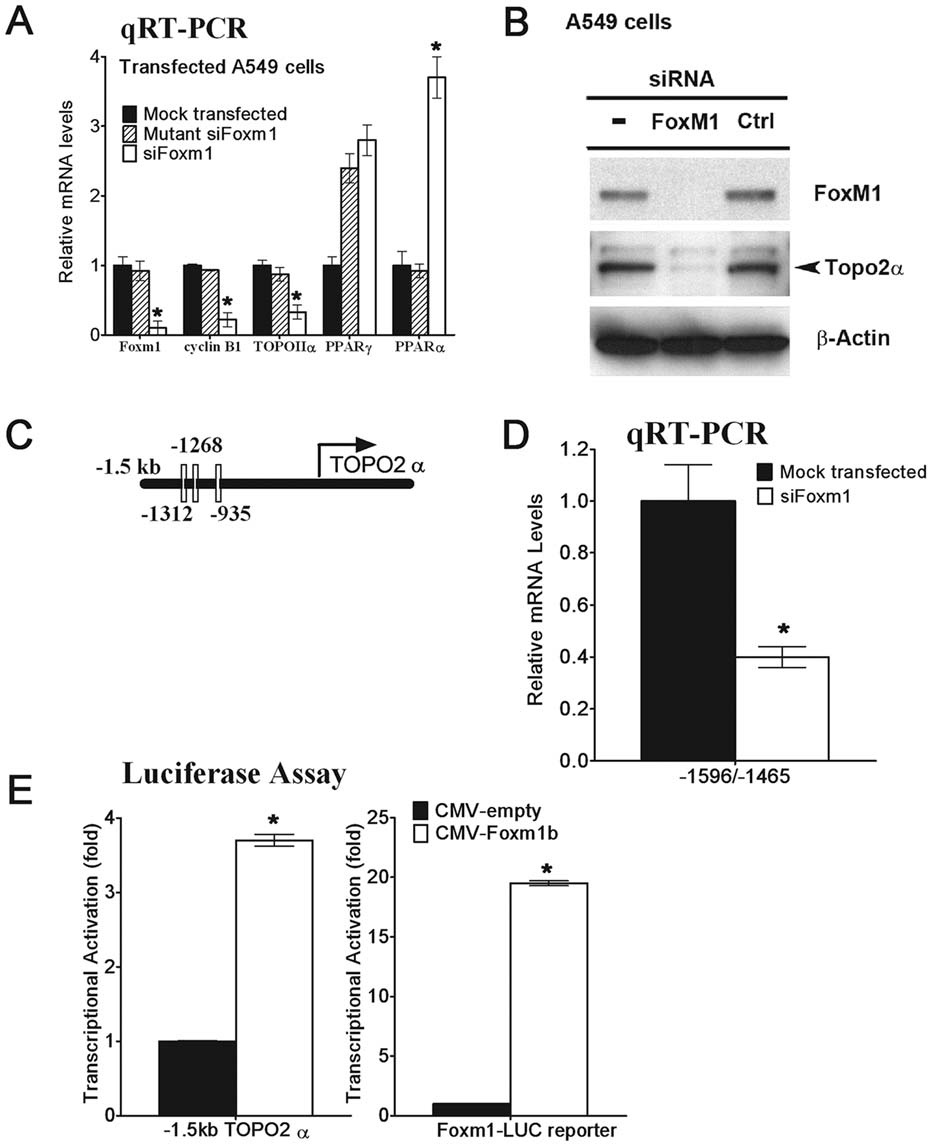 A
qRT-PCR
Transfected A549 cells
Mock transfected
Mutant siFoxm1
siFoxm1
Relative mRNA levels
4
3
2
1
0
*
*
*
*
Foxm1 cyclin B1 TOPOIIα PPARγ PPARα
B A549 cells
siRNA
- FoxM1 Ctrl
FoxM1
Topo2α
β-Actin
C
-1268
-1.5 kb
TOPO2 α
-1312 -935
D
qRT-PCR
Mock transfected
siFoxm1
Relative mRNA Levels
1.2
1.0
0.8
0.6
0.4
0.2
0.0
*
-1596/-1465
E
Luciferase Assay
Transcriptional Activation (fold)
4
3
2
1
0
*
-1.5kb TOPO2 α
CMV-empty
CMV-Foxm1b
Transcriptional Activation (fold)
25
20
15
10
5
0
*
Foxm1-LUC reporter